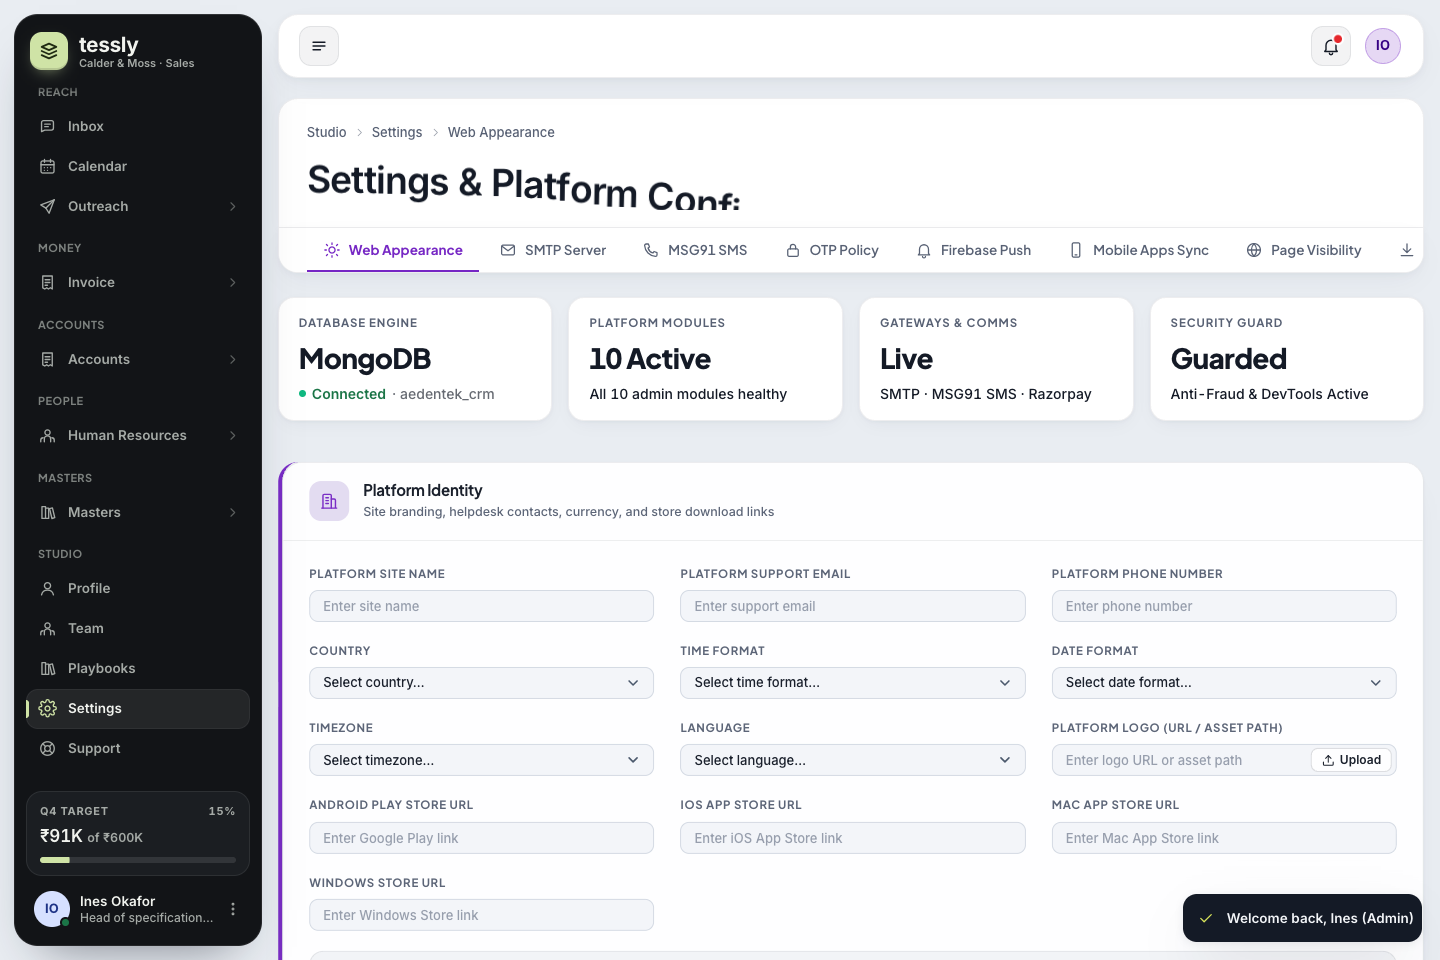 tessly
Calder & Moss · Sales
REACH
Inbox
Calendar
Outreach
MONEY
Invoice
ACCOUNTS
Accounts
PEOPLE
Human Resources
MASTERS
Masters
STUDIO
Profile
Team
Playbooks
Settings
Support
Q4 TARGET 15%
₹91K of ₹600K
IO
Ines Okafor
Head of specification...
IO
Studio > Settings > Web Appearance
Settings & Platform
Web Appearance SMTP Server MSG91 SMS OTP Policy Firebase Push Mobile Apps Sync Page Visibility
DATABASE ENGINE
MongoDB
Connected · aedentek_crm
PLATFORM MODULES
10 Active
All 10 admin modules healthy
GATEWAYS & COMMS
Live
SMTP · MSG91 SMS · Razorpay
SECURITY GUARD
Guarded
Anti-Fraud & DevTools Active
Platform Identity
Site branding, helpdesk contacts, currency, and store download links
PLATFORM SITE NAME
Enter site name
PLATFORM SUPPORT EMAIL
Enter support email
PLATFORM PHONE NUMBER
Enter phone number
COUNTRY
Select country...
TIME FORMAT
Select time format...
DATE FORMAT
Select date format...
TIMEZONE
Select timezone...
LANGUAGE
Select language...
PLATFORM LOGO (URL / ASSET PATH)
Enter logo URL or asset path Upload
ANDROID PLAY STORE URL
Enter Google Play link
IOS APP STORE URL
Enter iOS App Store link
MAC APP STORE URL
Enter Mac App Store link
WINDOWS STORE URL
Enter Windows Store link
Welcome back, Ines (Admin)